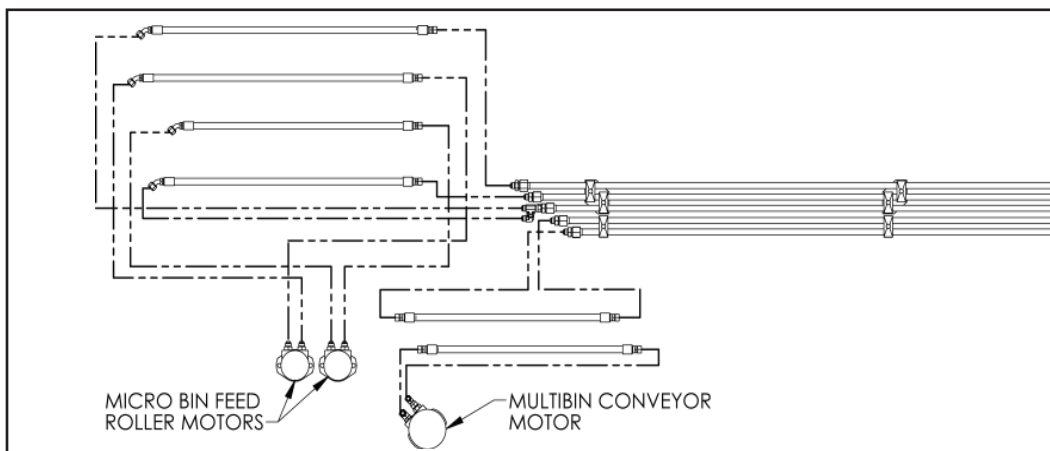 MICRO BIN FEED
ROLLER MOTORS
MULTIBIN CONVEYOR
MOTOR